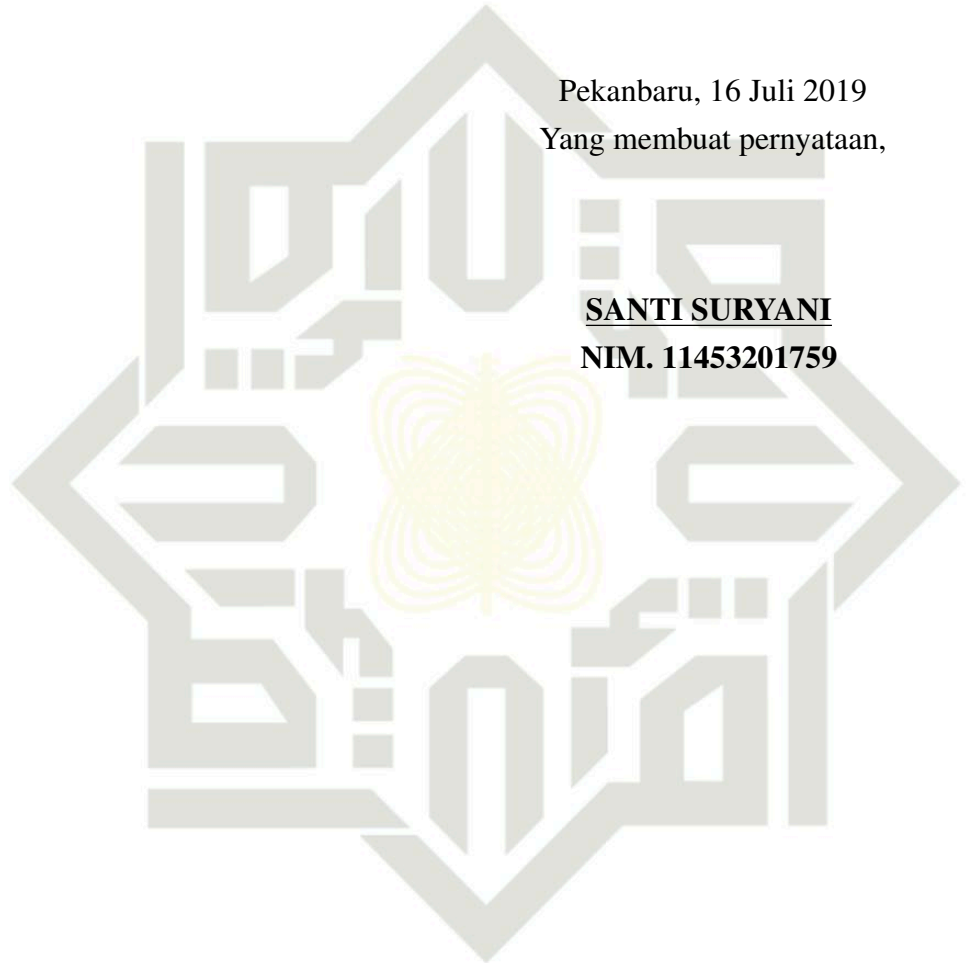 Pekanbaru, 16 Juli 2019
Yang membuat pernyataan,
SANTI SURYANI
NIM. 11453201759